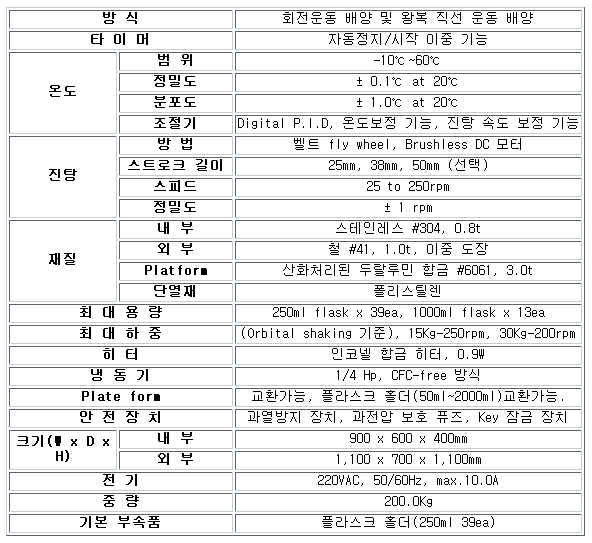 방 식 회전운동 배양 및 왕복 직선 운동 배양
타 이 머 자동정지/시작 이중 기능
온도 범 위 -10℃~60℃
정밀도 ± 0.1℃ at 20℃
분포도 ± 1.0℃ at 20℃
조절기 Digital P.I.D, 온도보정 기능, 진탕 속도 보정 기능
진탕 방 법 벨트 fly wheel, Brushless DC 모터
스트로크 길이 25mm, 38mm, 50mm (선택)
스피드 25 to 250rpm
정밀도 ± 1 rpm
재질 내 부 스테인레스 #304, 0.8t
외 부 철 #41, 1.0t, 이중 도장
Platform 산화처리된 두랄루민 합금 #6061, 3.0t
단열재 폴리스틸렌
최 대 용 량 250ml flask x 39ea, 1000ml flask x 13ea
최 대 하 중 (Orbital shaking 기준), 15Kg-250rpm, 30Kg-200rpm
히 터 인코넬 합금 히터, 0.9W
냉 동 기 1/4 Hp, CFC-free 방식
Plate form 교환가능, 플라스크 홀더(50ml~2000ml)교환가능.
안 전 장 치 과열방지 장치, 과전압 보호 퓨즈, Key 잠금 장치
크기(W x D x H) 내 부 900 x 600 x 400mm
외 부 1,100 x 700 x 1,100mm
전 기 220VAC, 50/60Hz, max.10.0A
중 량 200.0Kg
기본 부속품 플라스크 홀더(250ml 39ea)